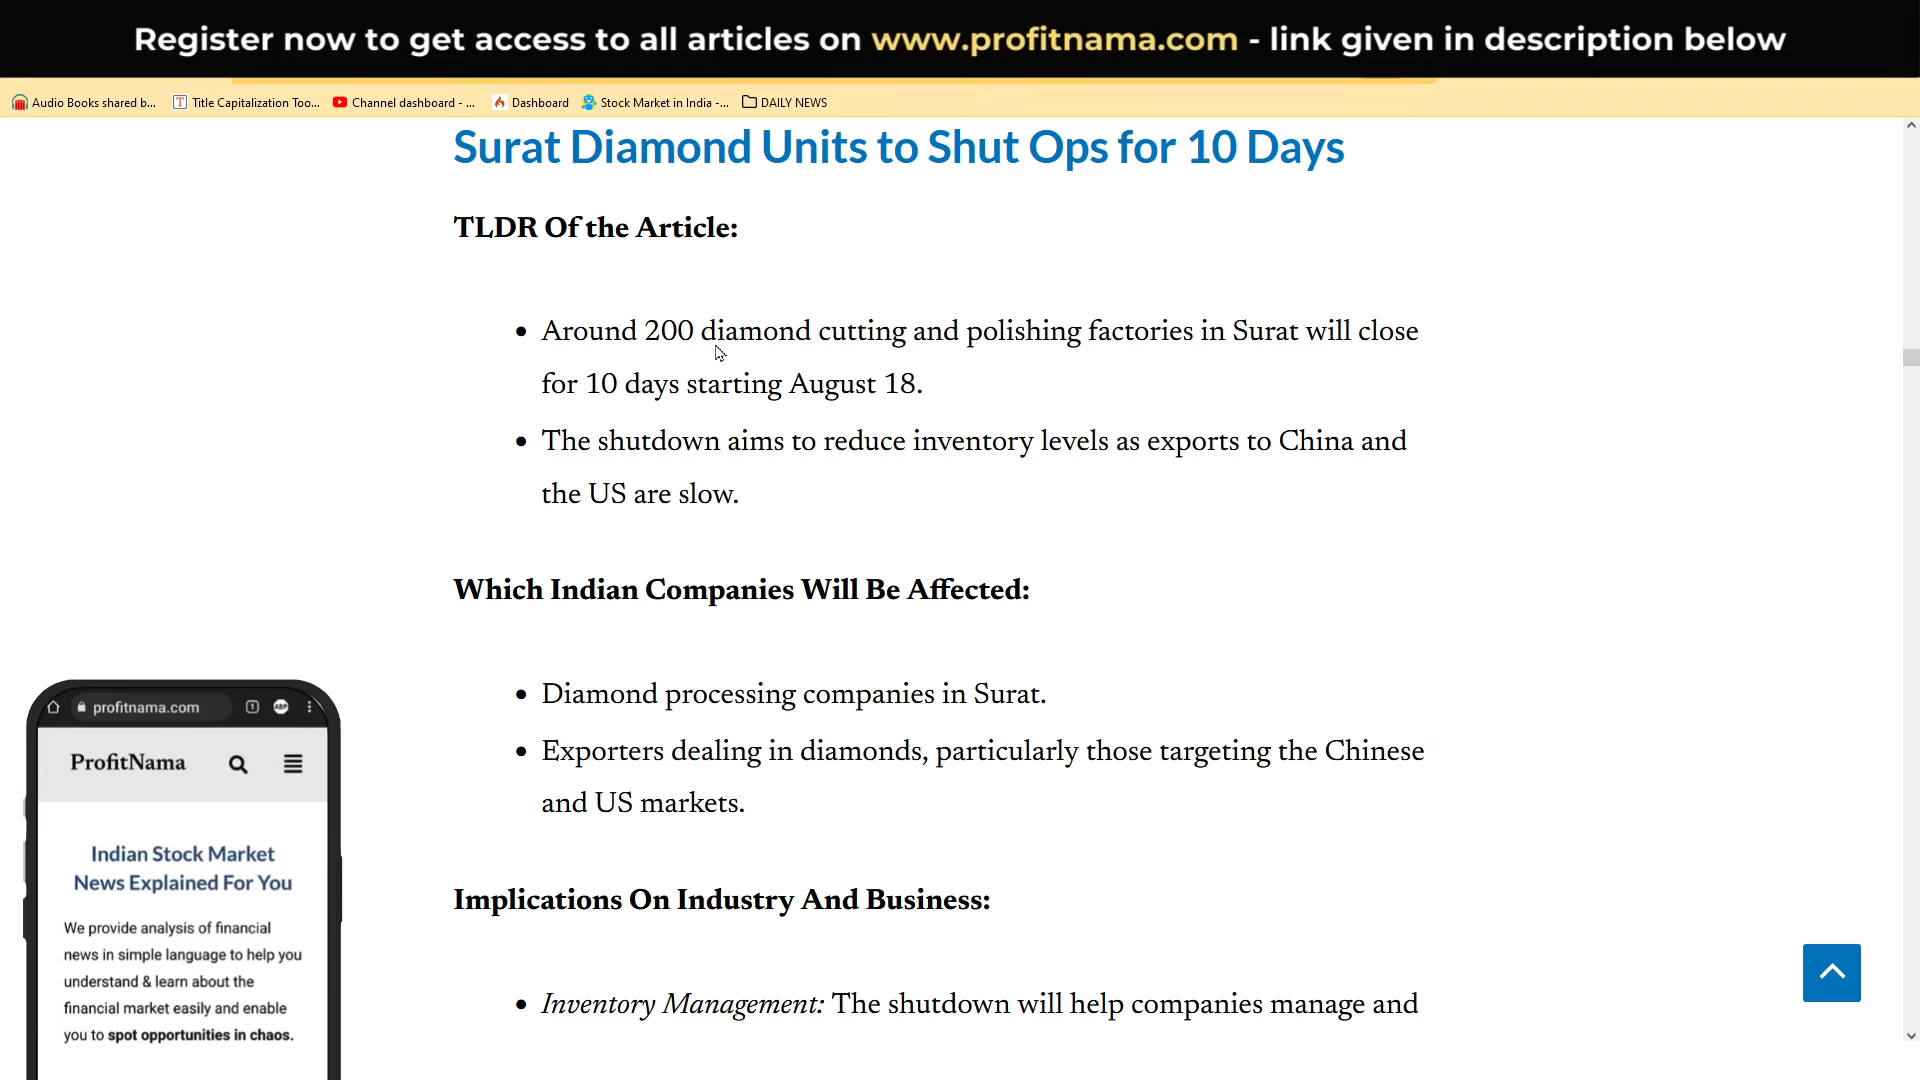 Register now to get access to all articles on www.profitnama.com - link given in description below
Audio Books shared b...
Title Capitalization Too...
Channel dashboard - ...
Dashboard
Stock Market in India -...
DAILY NEWS
Surat Diamond Units to Shut Ops for 10 Days
TLDR Of the Article:
• Around 200 diamond cutting and polishing factories in Surat will close
for 10 days starting August 18.
• The shutdown aims to reduce inventory levels as exports to China and
the US are slow.
Which Indian Companies Will Be Affected:
• Diamond processing companies in Surat.
• Exporters dealing in diamonds, particularly those targeting the Chinese
and US markets.
Implications On Industry And Business:
• Inventory Management: The shutdown will help companies manage and
profitnama.com
1
ABP
ProfitNama
Indian Stock Market
News Explained For You
We provide analysis of financial
news in simple language to help you
understand & learn about the
financial market easily and enable
you to spot opportunities in chaos.